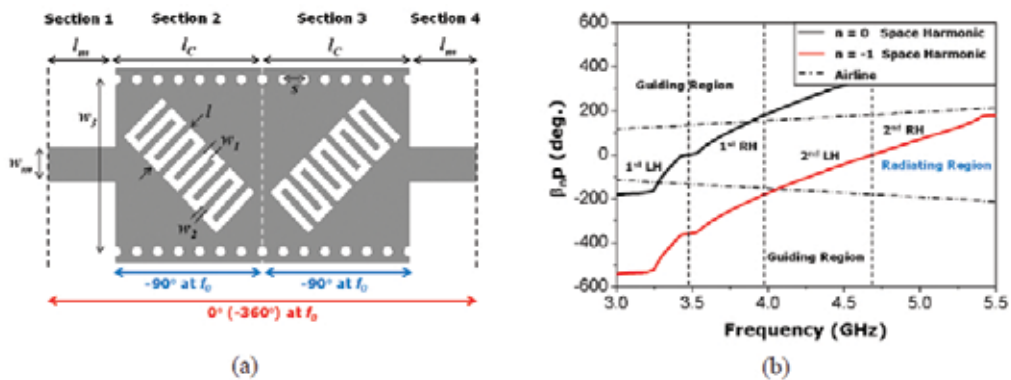 (a)
Section 1 Section 2 Section 3 Section 4
lm lC lC lm
s
w3
l
w1
wm
w2
-90° at f0 -90° at f0
0° (-360°) at f0
(a)
(b)
600
400
200
0
-200
-400
-600
βnp (deg.)
n = 0 Space Harmonic
n = -1 Space Harmonic
Airline
Guiding Region
1st LH
1st RH
2nd LH
2nd RH
Radiating Region
Guiding Region
3.0 3.5 4.0 4.5 5.0 5.5
Frequency (GHz)
(b)